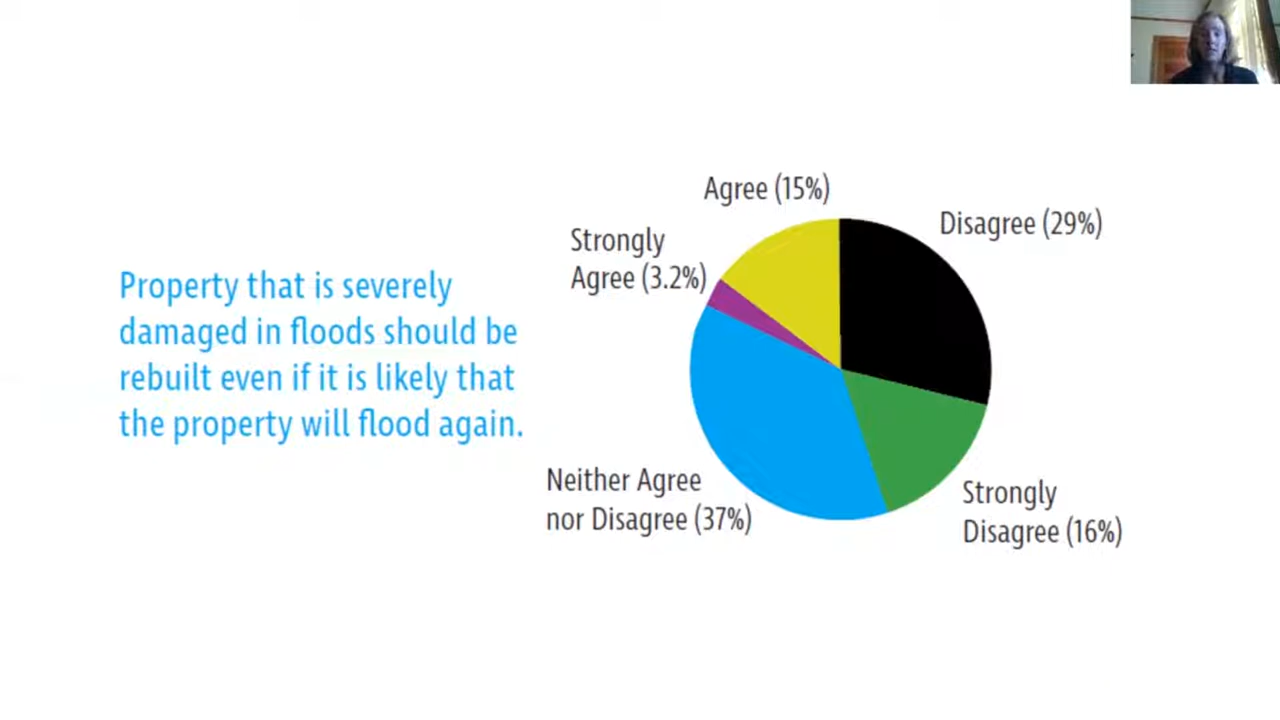 Property that is severely
damaged in floods should be
rebuilt even if it is likely that
the property will flood again.
Agree (15%)
Disagree (29%)
Strongly
Agree (3.2%)
Neither Agree
nor Disagree (37%)
Strongly
Disagree (16%)